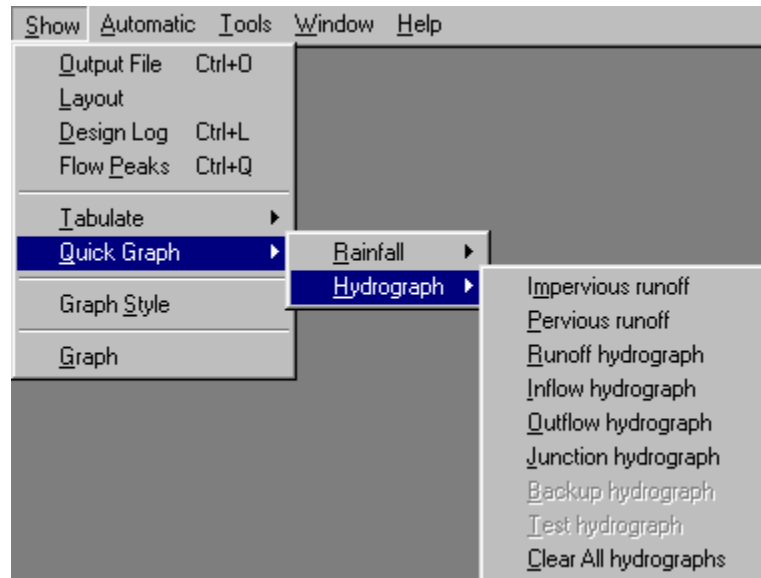 Show Automatic Tools Window Help
Output File Ctrl+O
Layout
Design Log Ctrl+L
Flow Peaks Ctrl+Q
Tabulate
Quick Graph
Graph Style
Graph
Rainfall
Hydrograph
Impervious runoff
Pervious runoff
Runoff hydrograph
Inflow hydrograph
Outflow hydrograph
Junction hydrograph
Backup hydrograph
Test hydrograph
Clear All hydrographs